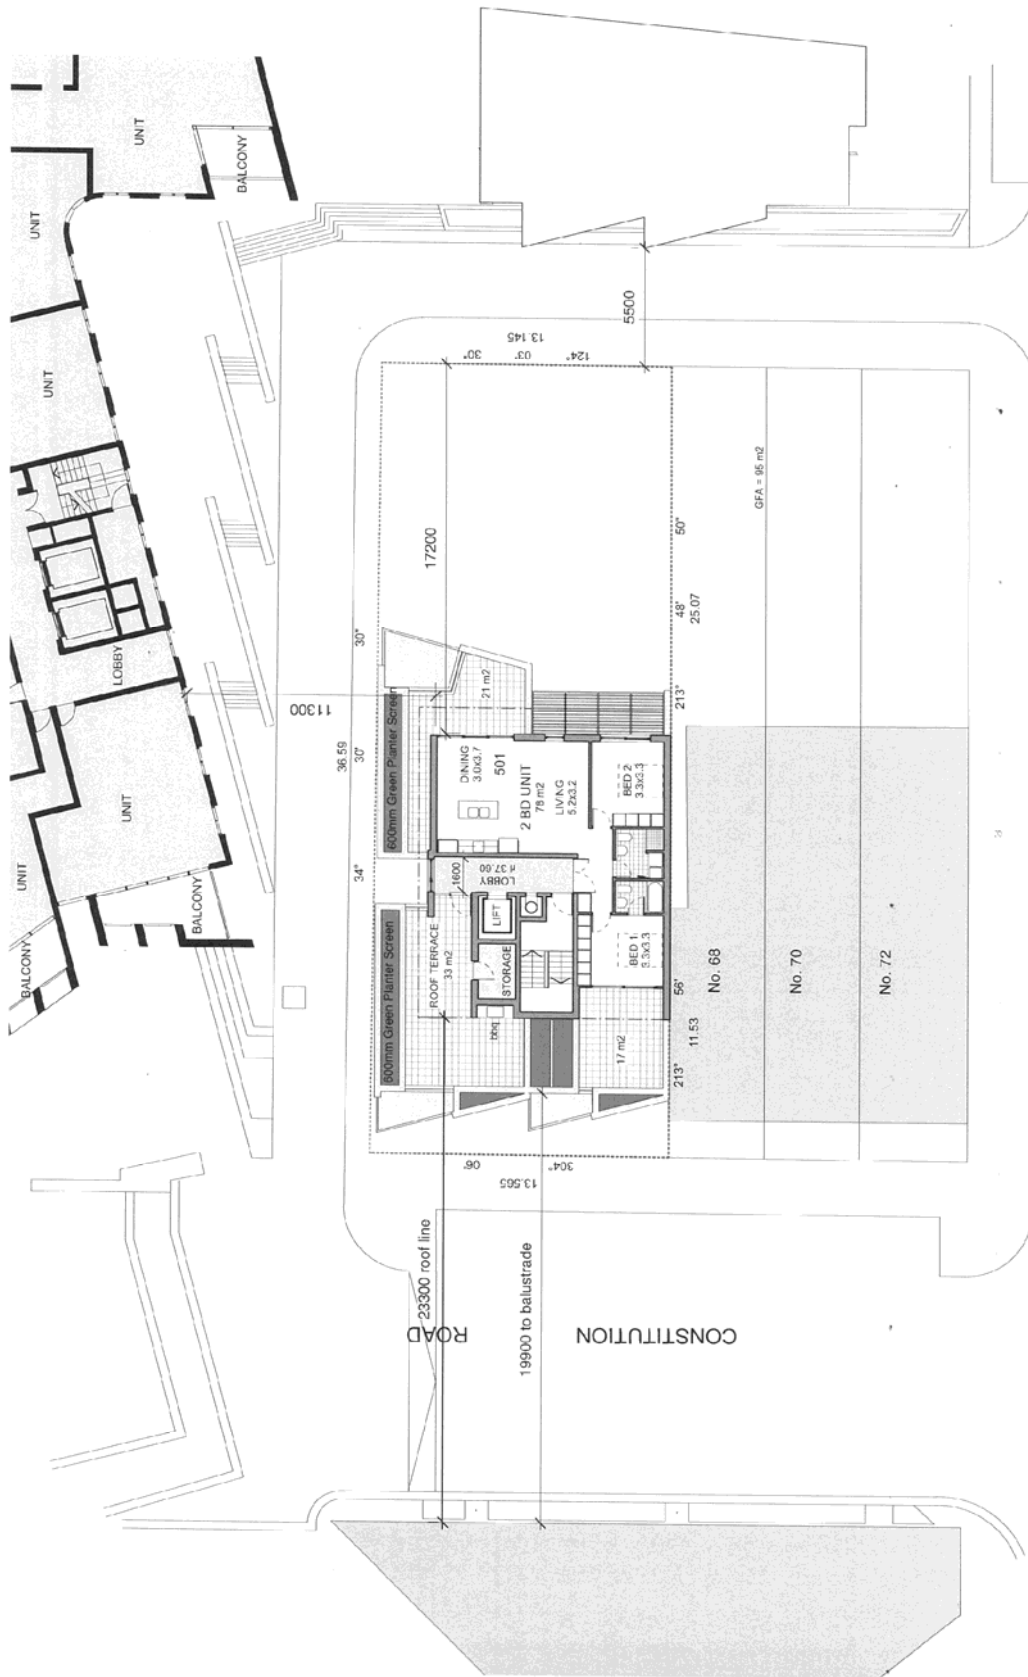 UNIT
BALCONY
UNIT
UNIT
LOBBY
UNIT
BALCONY
UNIT
BALCONY
5500
13.145
30" 03' 124°
17200
GFA = 95 m2
50"
48'
25.07
213°
30"
11300
36.59
30'
34°
600mm Green Planter Screen
21 m2
DINING
3.0x3.7
501
2 BD UNIT
78 m2
LIVING
5.2x3.2
BED 2
3.3x3.3
1600
LOBBY
rl 37.00
LIFT
600mm Green Planter Screen
ROOF TERRACE
33 m2
STORAGE
BED 1
3.3x3.3
bbq
17 m2
56"
11.53
213°
No. 68
No. 70
No. 72
06" 304°
13.565
23300 roof line
19900 to balustrade
CONSTITUTION ROAD